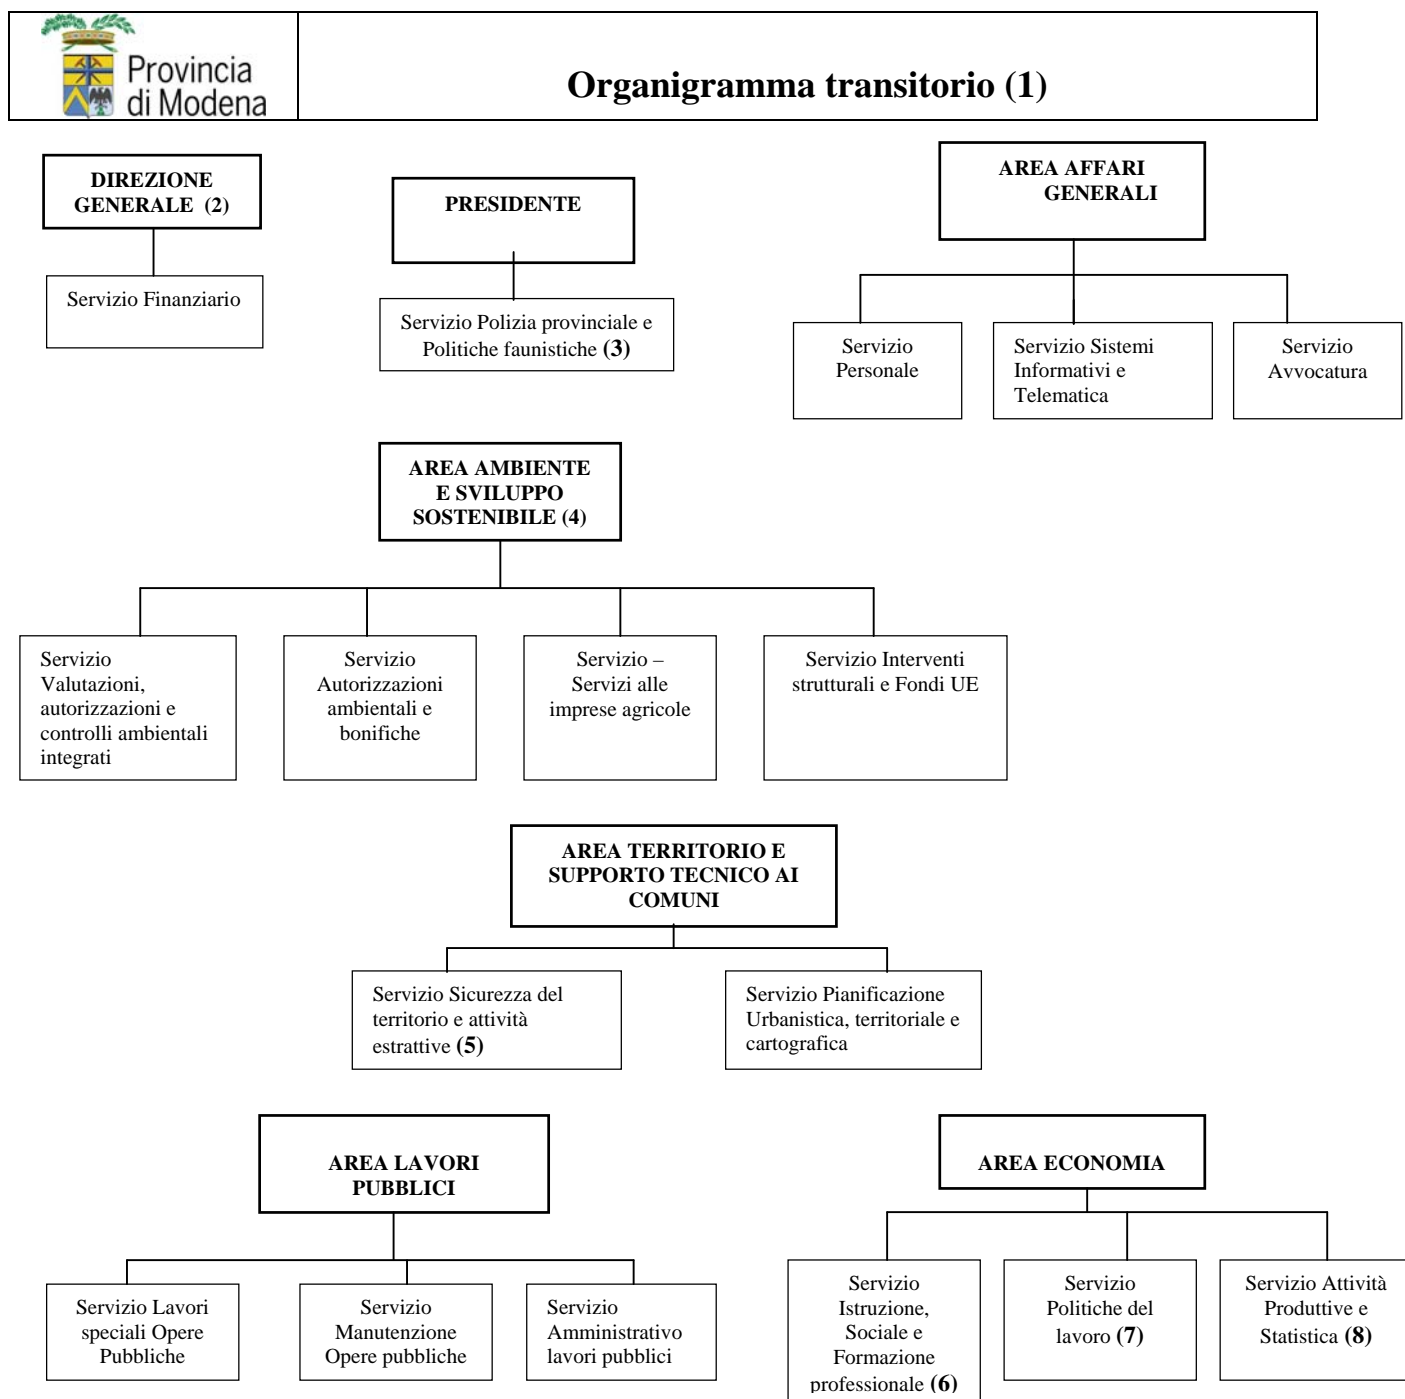 Provincia
di Modena
Organigramma transitorio (1)
DIREZIONE
GENERALE (2)
Servizio Finanziario
PRESIDENTE
Servizio Polizia provinciale e
Politiche faunistiche (3)
AREA AFFARI
GENERALI
Servizio
Personale
Servizio Sistemi
Informativi e
Telematica
Servizio
Avvocatura
AREA AMBIENTE
E SVILUPPO
SOSTENIBILE (4)
Servizio
Valutazioni,
autorizzazioni e
controlli ambientali
integrati
Servizio
Autorizzazioni
ambientali e
bonifiche
Servizio –
Servizi alle
imprese agricole
Servizio Interventi
strutturali e Fondi UE
AREA TERRITORIO E
SUPPORTO TECNICO AI
COMUNI
Servizio Sicurezza del
territorio e attività
estrattive (5)
Servizio Pianificazione
Urbanistica, territoriale e
cartografica
AREA LAVORI
PUBBLICI
Servizio Lavori
speciali Opere
Pubbliche
Servizio
Manutenzione
Opere pubbliche
Servizio
Amministrativo
lavori pubblici
AREA ECONOMIA
Servizio
Istruzione,
Sociale e
Formazione
professionale (6)
Servizio
Politiche del
lavoro (7)
Servizio Attività
Produttive e
Statistica (8)